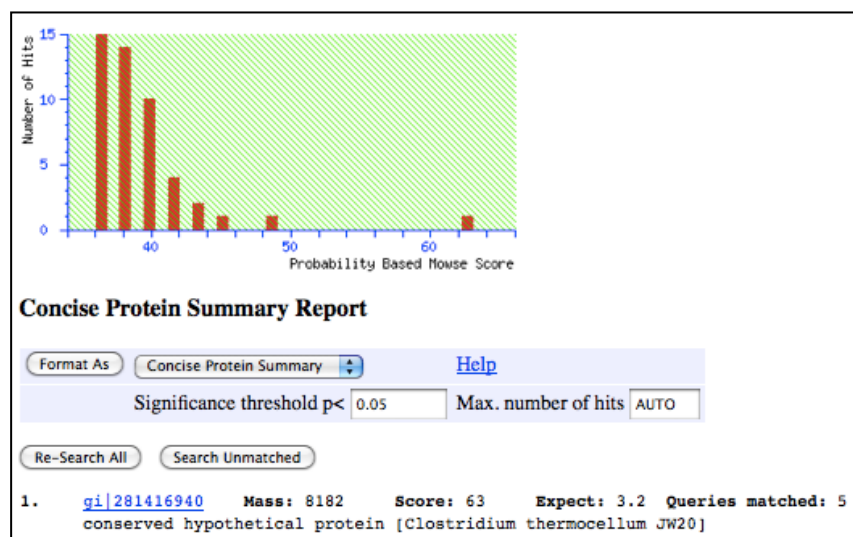 Number of Hits
15
10
5
0
40 50 60
Probability Based Mowse Score
Concise Protein Summary Report
Format As Concise Protein Summary Help
Significance threshold p< 0.05 Max. number of hits AUTO
Re-Search All Search Unmatched
1. gi|281416940 Mass: 8182 Score: 63 Expect: 3.2 Queries matched: 5
conserved hypothetical protein [Clostridium thermocellum JW20]